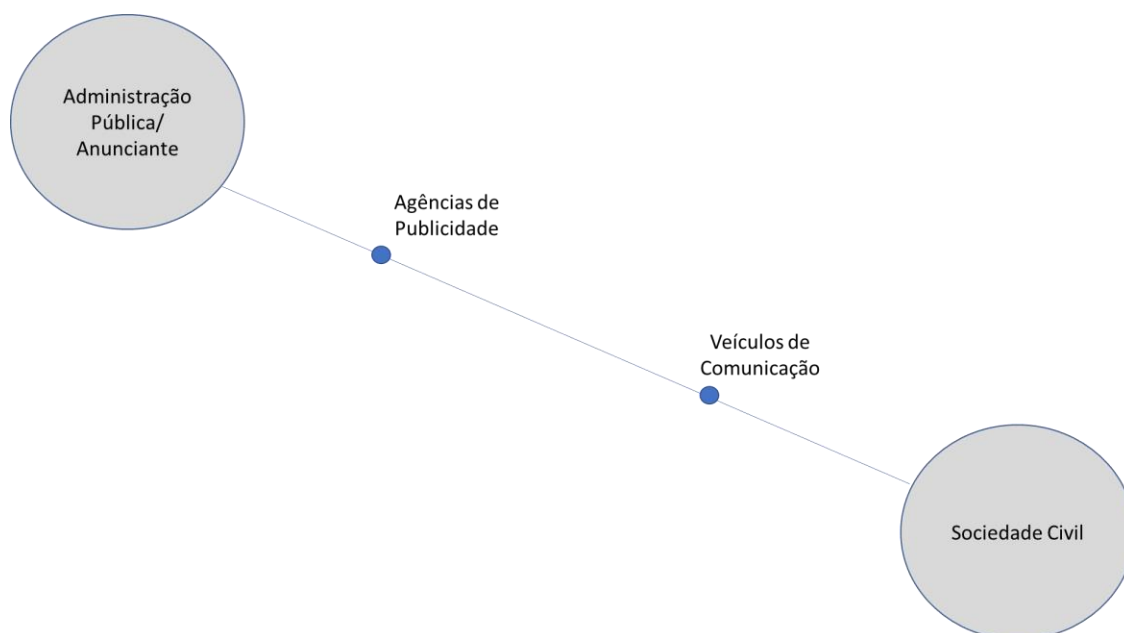 Administração
Pública/
Anunciante
Agências de
Publicidade
Veículos de
Comunicação
Sociedade Civil